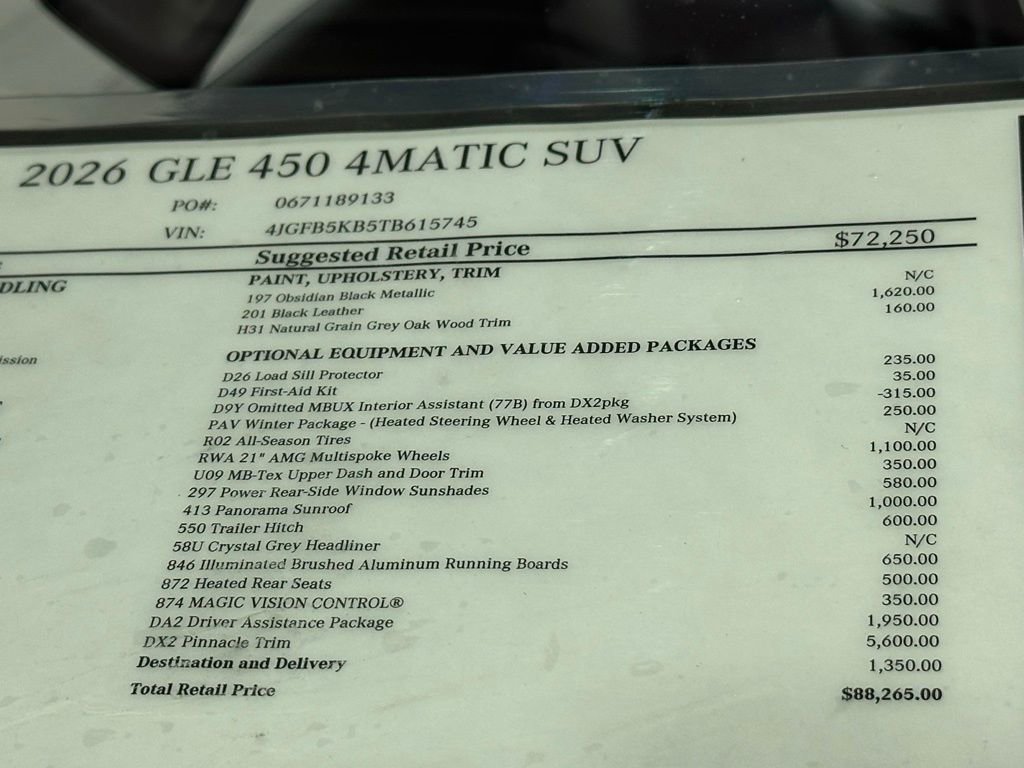 2026 GLE 450 4MATIC SUV
PO#: 0671189133
VIN: 4JGFB5KB5TB615745
: Suggested Retail Price $72,250
DLING PAINT, UPHOLSTERY, TRIM
197 Obsidian Black Metallic N/C
201 Black Leather 1,620.00
H31 Natural Grain Grey Oak Wood Trim 160.00
ission OPTIONAL EQUIPMENT AND VALUE ADDED PACKAGES
D26 Load Sill Protector 235.00
D49 First-Aid Kit 35.00
D9Y Omitted MBUX Interior Assistant (77B) from DX2pkg -315.00
PAV Winter Package - (Heated Steering Wheel & Heated Washer System) 250.00
R02 All-Season Tires N/C
RWA 21" AMG Multispoke Wheels 1,100.00
U09 MB-Tex Upper Dash and Door Trim 350.00
297 Power Rear-Side Window Sunshades 580.00
413 Panorama Sunroof 1,000.00
550 Trailer Hitch 600.00
58U Crystal Grey Headliner N/C
846 Illuminated Brushed Aluminum Running Boards 650.00
872 Heated Rear Seats 500.00
874 MAGIC VISION CONTROL® 350.00
DA2 Driver Assistance Package 1,950.00
DX2 Pinnacle Trim 5,600.00
Destination and Delivery 1,350.00
Total Retail Price $88,265.00